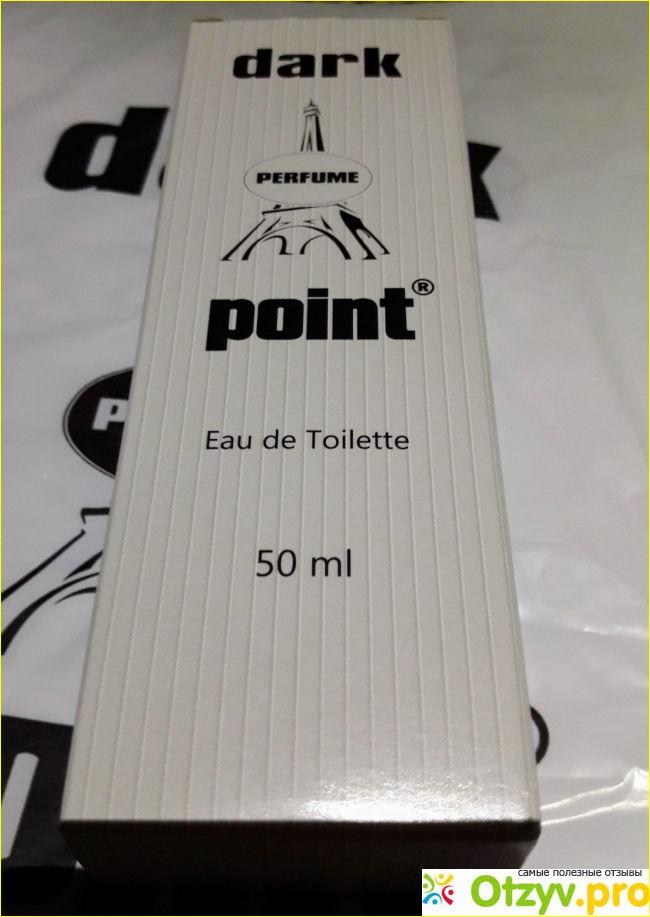 dark
PERFUME
point®
Eau de Toilette
50 ml
самые полезные отзывы
Otzyv.pro